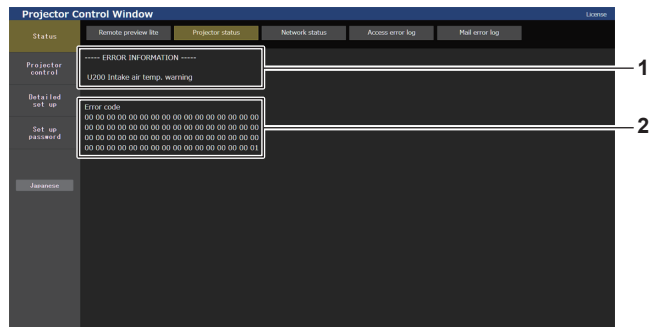 Projector Control Window
License
Status
Remote preview lite
Projector status
Network status
Access error log
Mail error log
Projector
control
Detailed
set up
Set up
password
Japanese
----- ERROR INFORMATION -----
U200 Intake air temp. warning
1
Error code
00 00 00 00 00 00 00 00 00 00 00 00 00 00 00 00
00 00 00 00 00 00 00 00 00 00 00 00 00 00 00 00
00 00 00 00 00 00 00 00 00 00 00 00 00 00 00 00
00 00 00 00 00 00 00 00 00 00 00 00 00 00 00 01
2